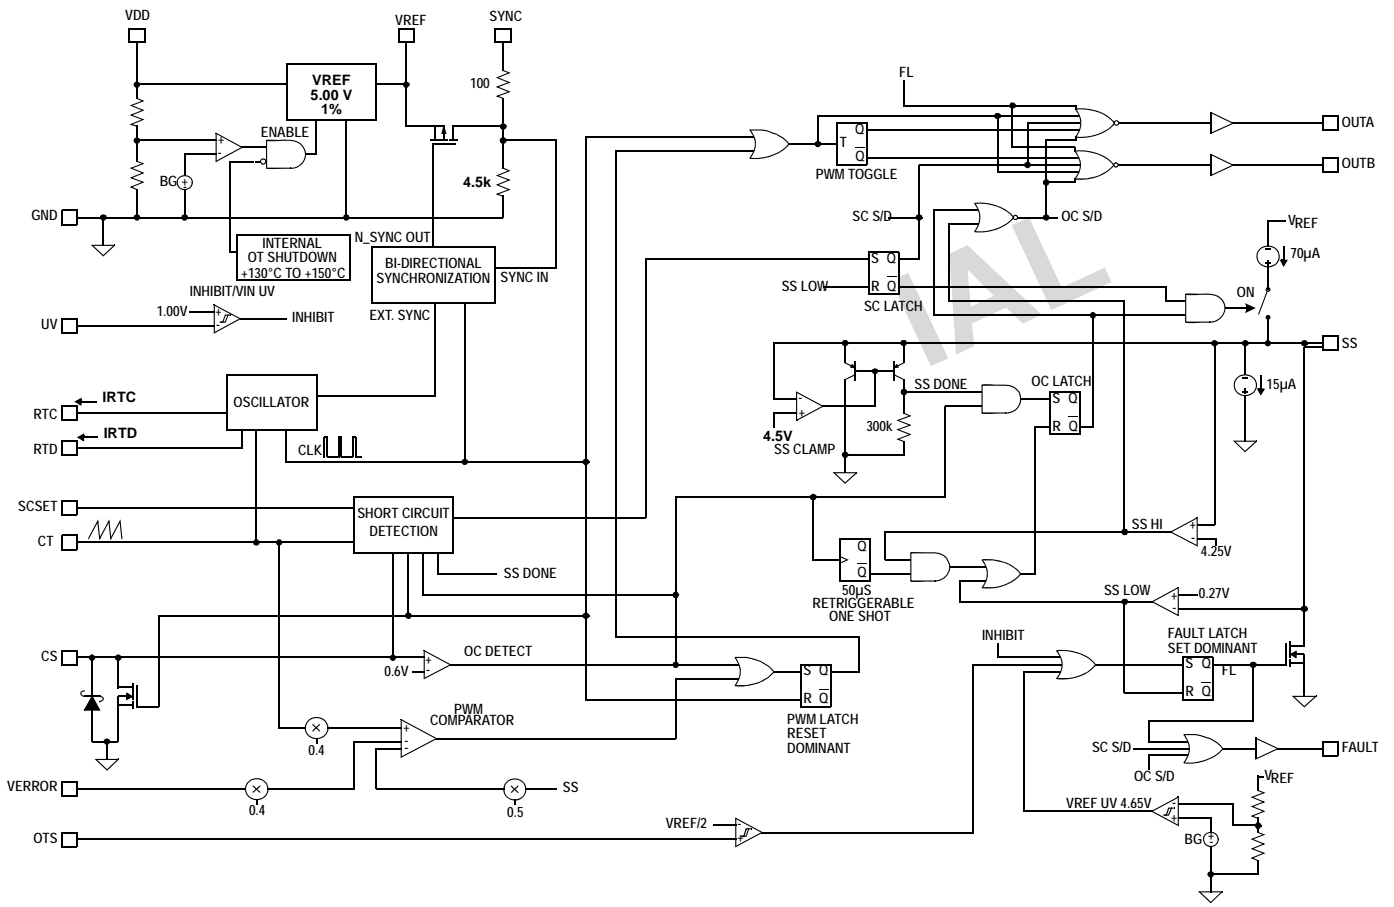 VDD
VREF
SYNC
VREF
5.00 V
1%
100
FL
ENABLE
OUTA
T
Q
Q
PWM TOGGLE
OUTB
BG
4.5k
GND
SC S/D
OC S/D
VREF
N_SYNC OUT
INTERNAL
OT SHUTDOWN
+130°C TO +150°C
BI-DIRECTIONAL
SYNCHRONIZATION
SYNC IN
S Q
R Q
SC LATCH
SS LOW
70µA
ON
INHIBIT/VIN UV
1.00V
INHIBIT
EXT. SYNC
UV
IAL
SS
OSCILLATOR
IRTC
RTC
IRTD
RTD
SS DONE
OC LATCH
S Q
R Q
15µA
4.5V
SS CLAMP
300k
CLK
SCSET
SHORT CIRCUIT
DETECTION
CT
SS HI
4.25V
Q
Q
50µS
RETRIGGERABLE
ONE SHOT
SS DONE
SS LOW
0.27V
INHIBIT
FAULT LATCH
SET DOMINANT
S Q
R Q
FL
CS
0.6V
OC DETECT
S Q
R Q
PWM LATCH
RESET
DOMINANT
PWM
COMPARATOR
0.4
SC S/D
OC S/D
FAULT
VERROR
0.4
0.5
SS
VREF
VREF UV 4.65V
VREF/2
OTS
BG